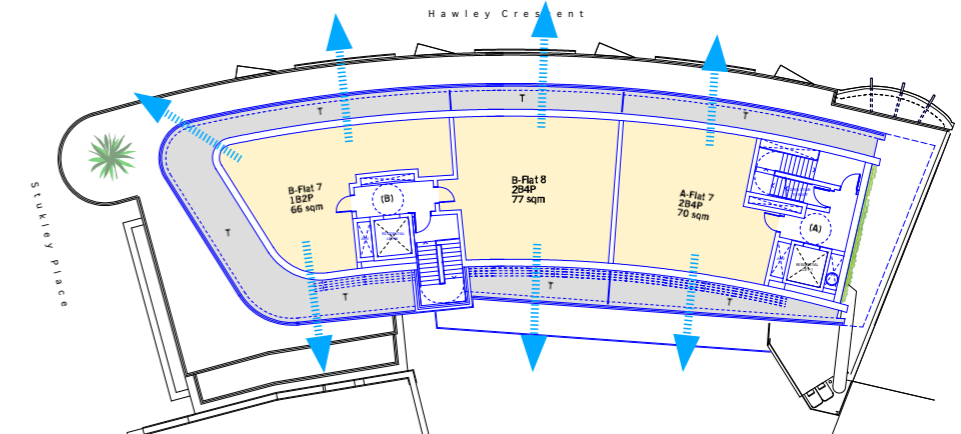 Hawley Crescent
T
T
T
B-Flat 7
1B2P
66 sqm
(B)
B-Flat 8
2B4P
77 sqm
A-Flat 7
2B4P
70 sqm
(A)
T
T
T
T
Stukley Place